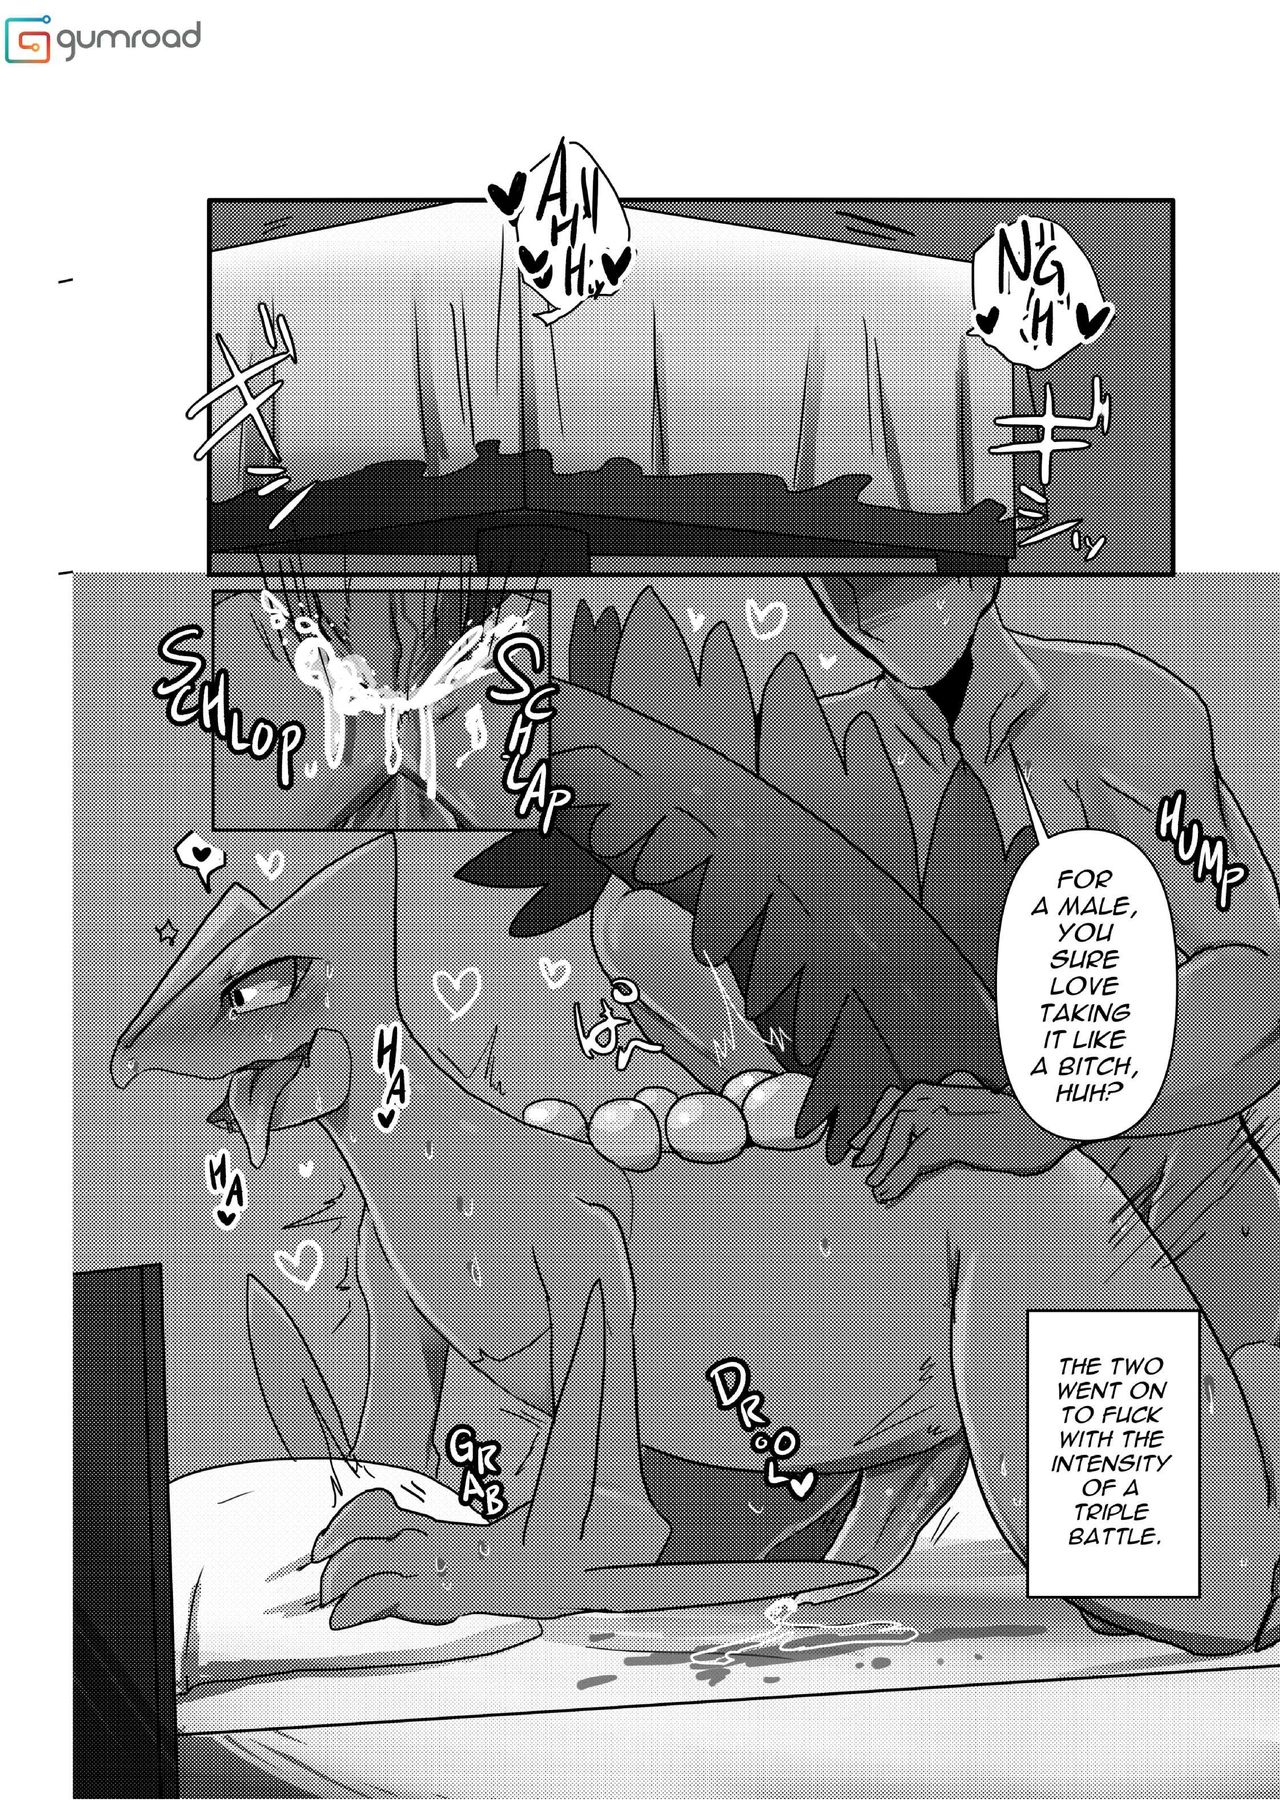 gumroad
AHH
NGH
SCHLOP
SCHLAP
HUMP
FOR
A MALE,
YOU
SURE
LOVE
TAKING
IT LIKE
A BITCH,
HUH?
HA
HA
DROOL
GRAB
THE TWO
WENT ON
TO FUCK
WITH THE
INTENSITY
OF A
TRIPLE
BATTLE.